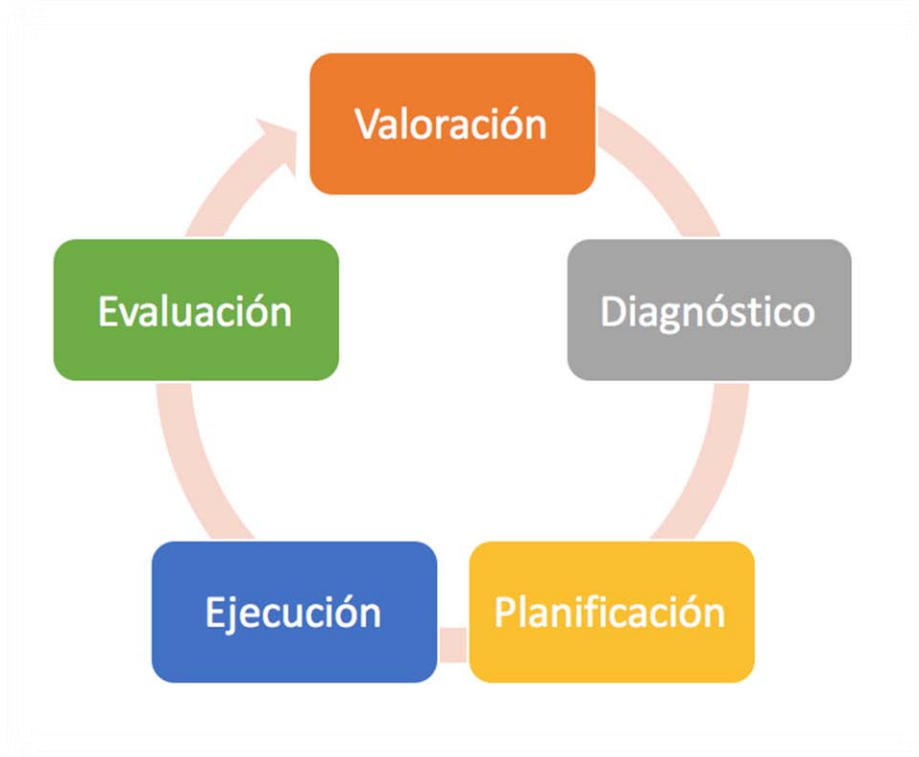 Valoración
Diagnóstico
Planificación
Ejecución
Evaluación